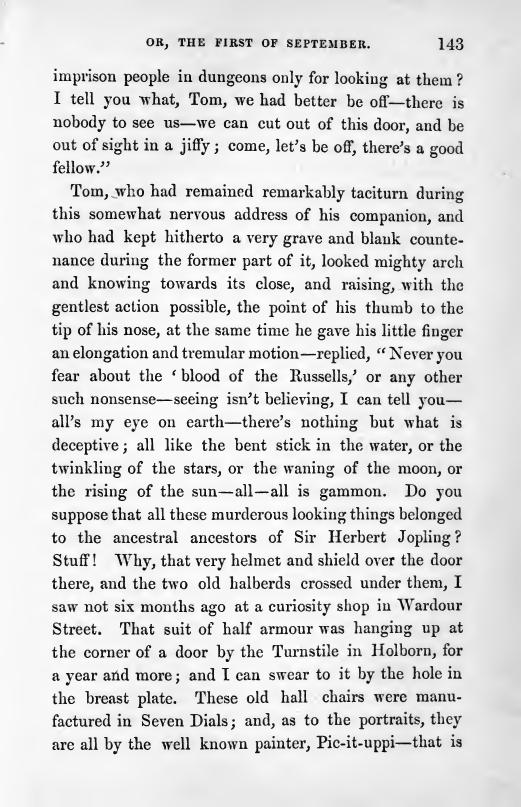 OR, THE FIRST OF SEPTEMBER. 143
imprison people in dungeons only for looking at them?
I tell you what, Tom, we had better be off—there is
nobody to see us—we can cut out of this door, and be
out of sight in a jiffy; come, let's be off, there's a good
fellow."
Tom, who had remained remarkably taciturn during
this somewhat nervous address of his companion, and
who had kept hitherto a very grave and blank counte-
nance during the former part of it, looked mighty arch
and knowing towards its close, and raising, with the
gentlest action possible, the point of his thumb to the
tip of his nose, at the same time he gave his little finger
an elongation and tremular motion—replied, "Never you
fear about the 'blood of the Russells,' or any other
such nonsense—seeing isn't believing, I can tell you—
all's my eye on earth—there's nothing but what is
deceptive; all like the bent stick in the water, or the
twinkling of the stars, or the waning of the moon, or
the rising of the sun—all—all is gammon. Do you
suppose that all these murderous looking things belonged
to the ancestral ancestors of Sir Herbert Jopling?
Stuff! Why, that very helmet and shield over the door
there, and the two old halberds crossed under them, I
saw not six months ago at a curiosity shop in Wardour
Street. That suit of half armour was hanging up at
the corner of a door by the Turnstile in Holborn, for
a year and more; and I can swear to it by the hole in
the breast plate. These old hall chairs were manu-
factured in Seven Dials; and, as to the portraits, they
are all by the well known painter, Pic-it-uppi—that is